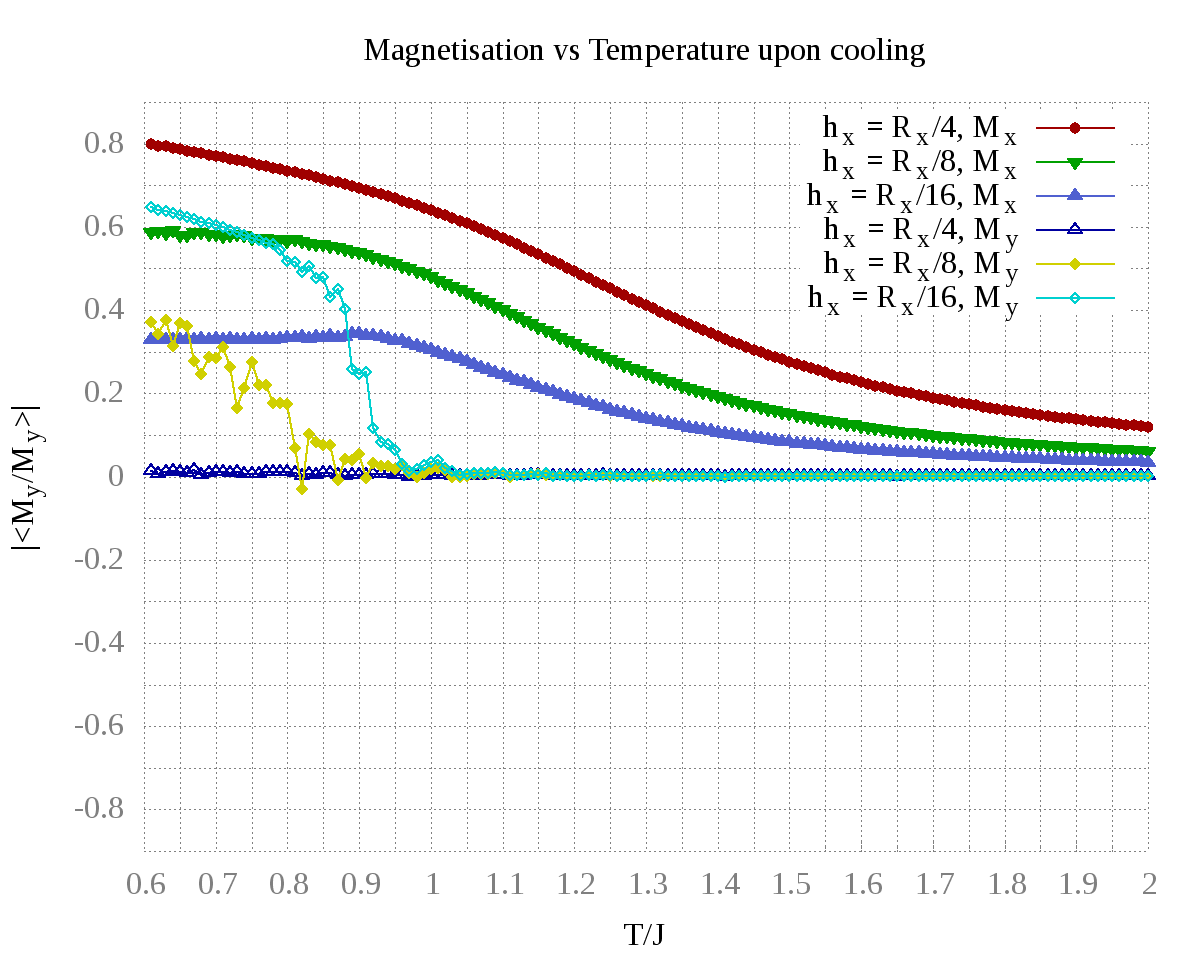 Magnetisation vs Temperature upon cooling
h_x = R_x/4, M_x
h_x = R_x/8, M_x
h_x = R_x/16, M_x
h_x = R_x/4, M_y
h_x = R_x/8, M_y
h_x = R_x/16, M_y
0.8
0.6
0.4
0.2
0
-0.2
-0.4
-0.6
-0.8
|<M_y/M_y>|
0.6 0.7 0.8 0.9 1 1.1 1.2 1.3 1.4 1.5 1.6 1.7 1.8 1.9 2
T/J